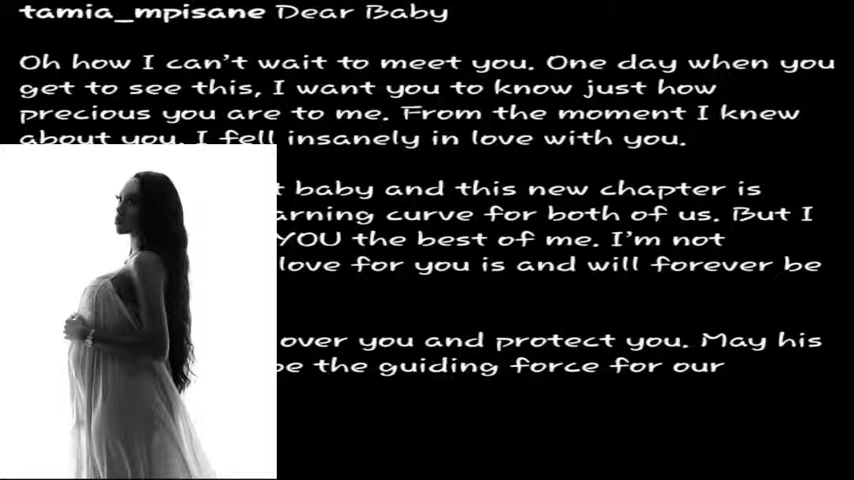 tamia_mpisane Dear Baby
Oh how I can't wait to meet you. One day when you
get to see this, I want you to know just how
precious you are to me. From the moment I knew
about you, I fell insanely in love with you.
baby and this new chapter is
curve for both of us. But I
YOU the best of me. I'm not
love for you is and will forever be
over you and protect you. May his
the guiding force for our